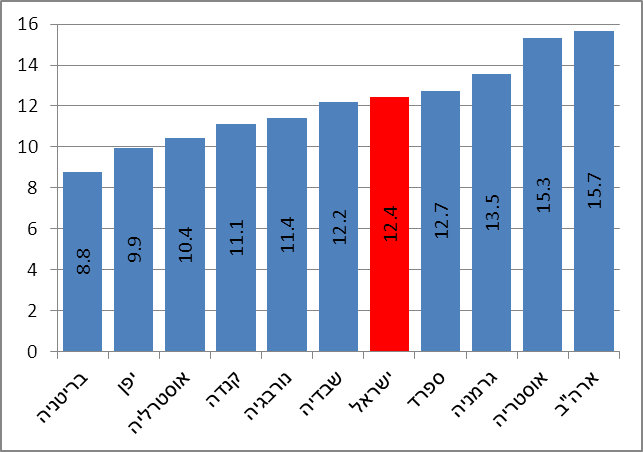 16
14
12
10
8
6
4
2
0
8.8
9.9
10.4
11.1
11.4
12.2
12.4
12.7
13.5
15.3
15.7
בריטניה
יפן
אוסטרליה
קנדה
נורבגיה
שבדיה
ישראל
ספרד
גרמניה
אוסטריה
ארה"ב